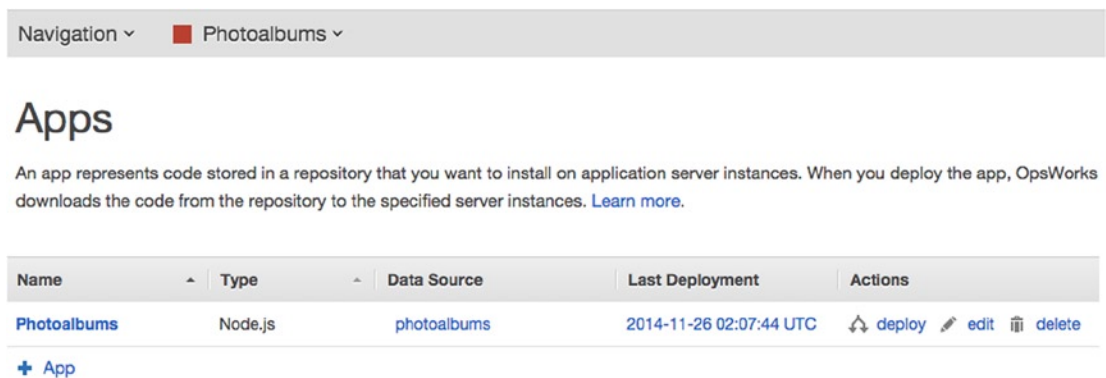 Navigation Photoalbums
Apps
An app represents code stored in a repository that you want to install on application server instances. When you deploy the app, OpsWorks
downloads the code from the repository to the specified server instances. Learn more.
Name Type Data Source Last Deployment Actions
Photoalbums Node.js photoalbums 2014-11-26 02:07:44 UTC deploy edit delete
+ App